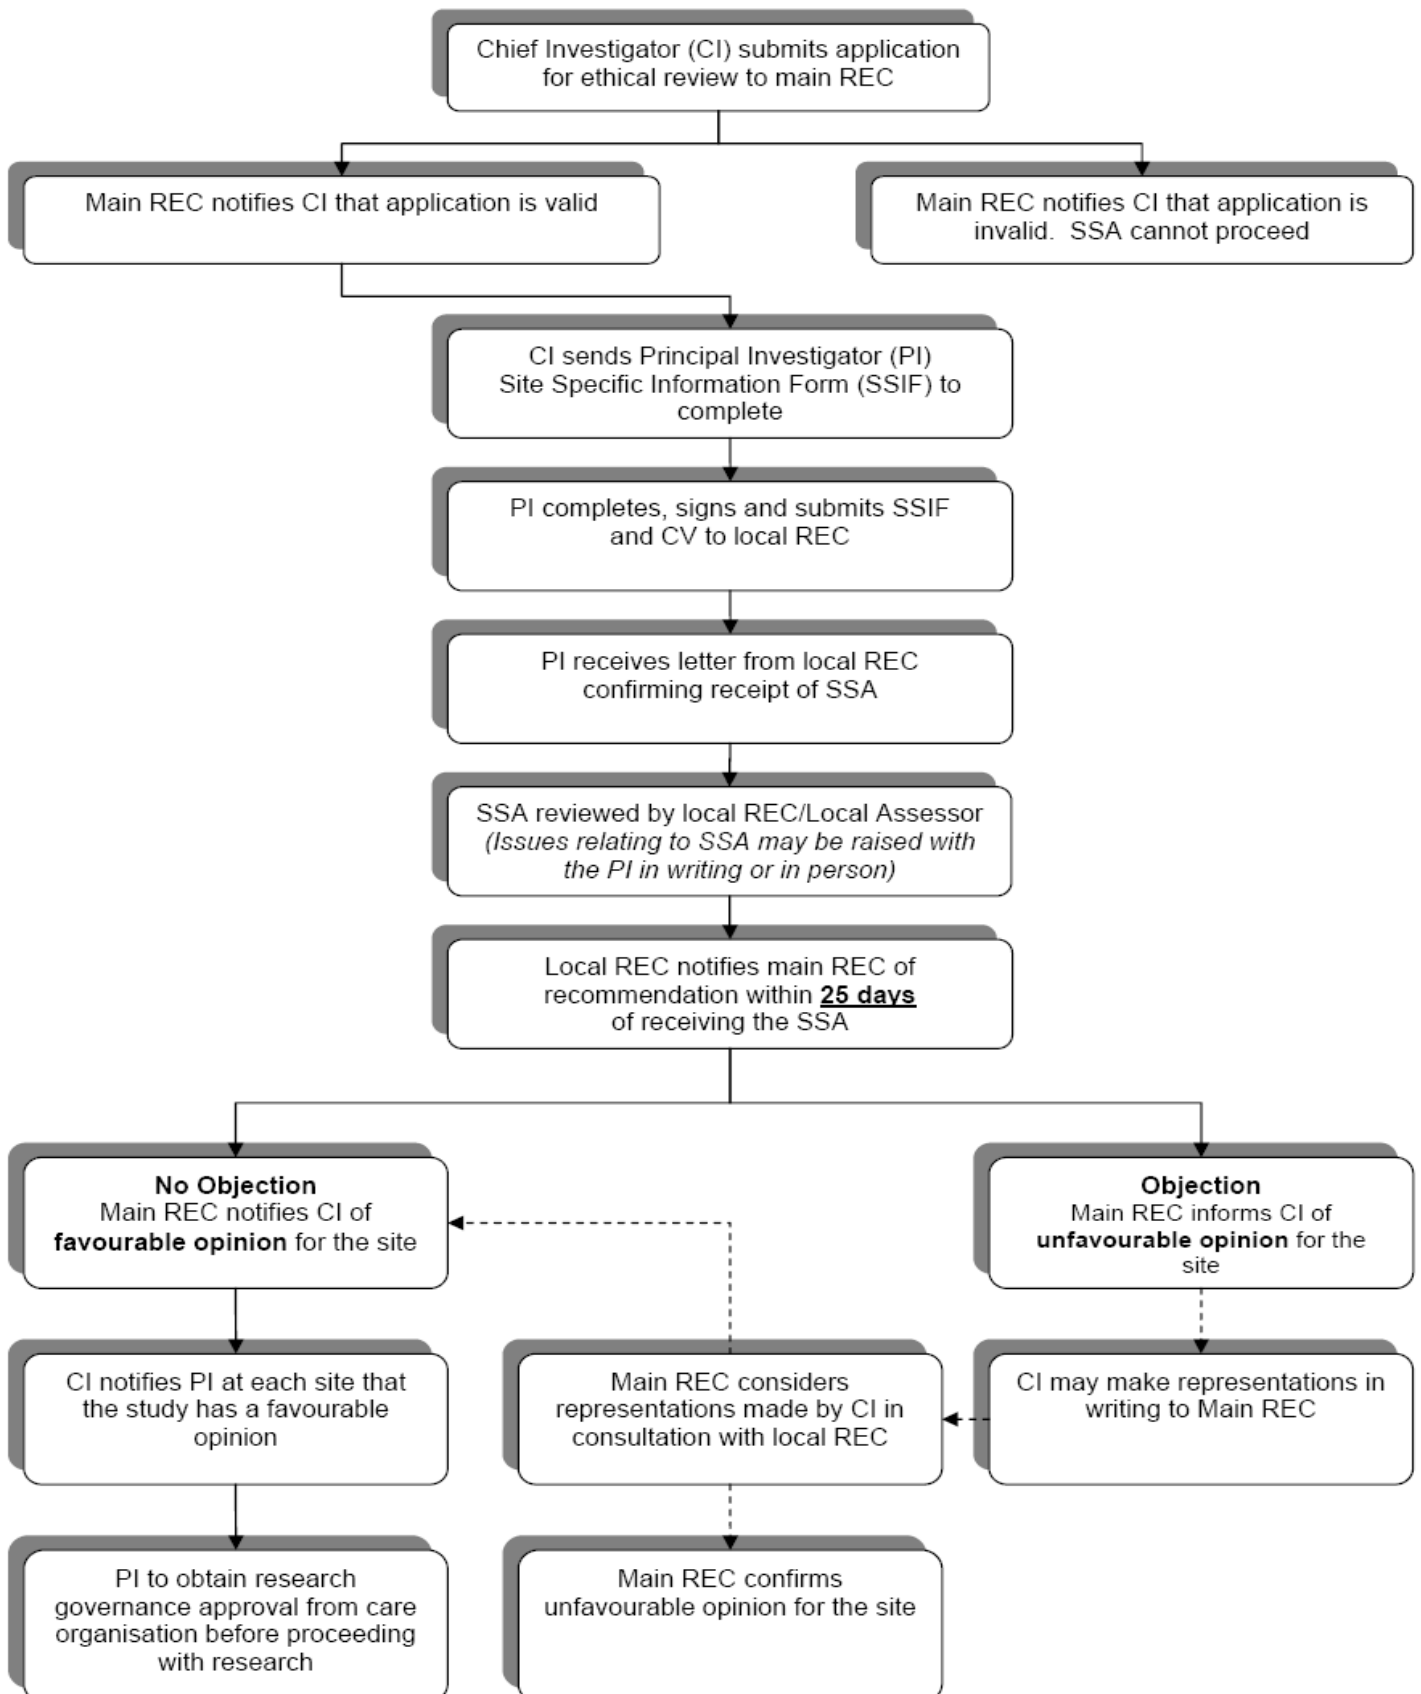 Chief Investigator (CI) submits application
for ethical review to main REC
Main REC notifies CI that application is valid
Main REC notifies CI that application is
invalid.  SSA cannot proceed
CI sends Principal Investigator (PI)
Site Specific Information Form (SSIF) to
complete
PI completes, signs and submits SSIF
and CV to local REC
PI receives letter from local REC
confirming receipt of SSA
SSA reviewed by local REC/Local Assessor
(Issues relating to SSA may be raised with
the PI in writing or in person)
Local REC notifies main REC of
recommendation within 25 days
of receiving the SSA
No Objection
Main REC notifies CI of
favourable opinion for the site
Objection
Main REC informs CI of
unfavourable opinion for the
site
CI notifies PI at each site that
the study has a favourable
opinion
Main REC considers
representations made by CI in
consultation with local REC
CI may make representations in
writing to Main REC
PI to obtain research
governance approval from care
organisation before proceeding
with research
Main REC confirms
unfavourable opinion for the site